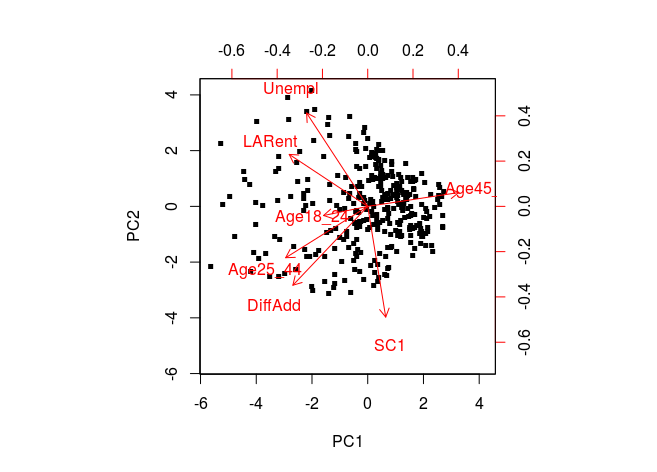 -0.6 -0.4 -0.2 0.0 0.2 0.4
Unempl
LARent
Age45_
Age18_24
Age25_44
DiffAdd
SC1
4
2
0
-2
-4
-6
PC2
0.4
0.2
0.0
-0.2
-0.4
-0.6
-6 -4 -2 0 2 4
PC1